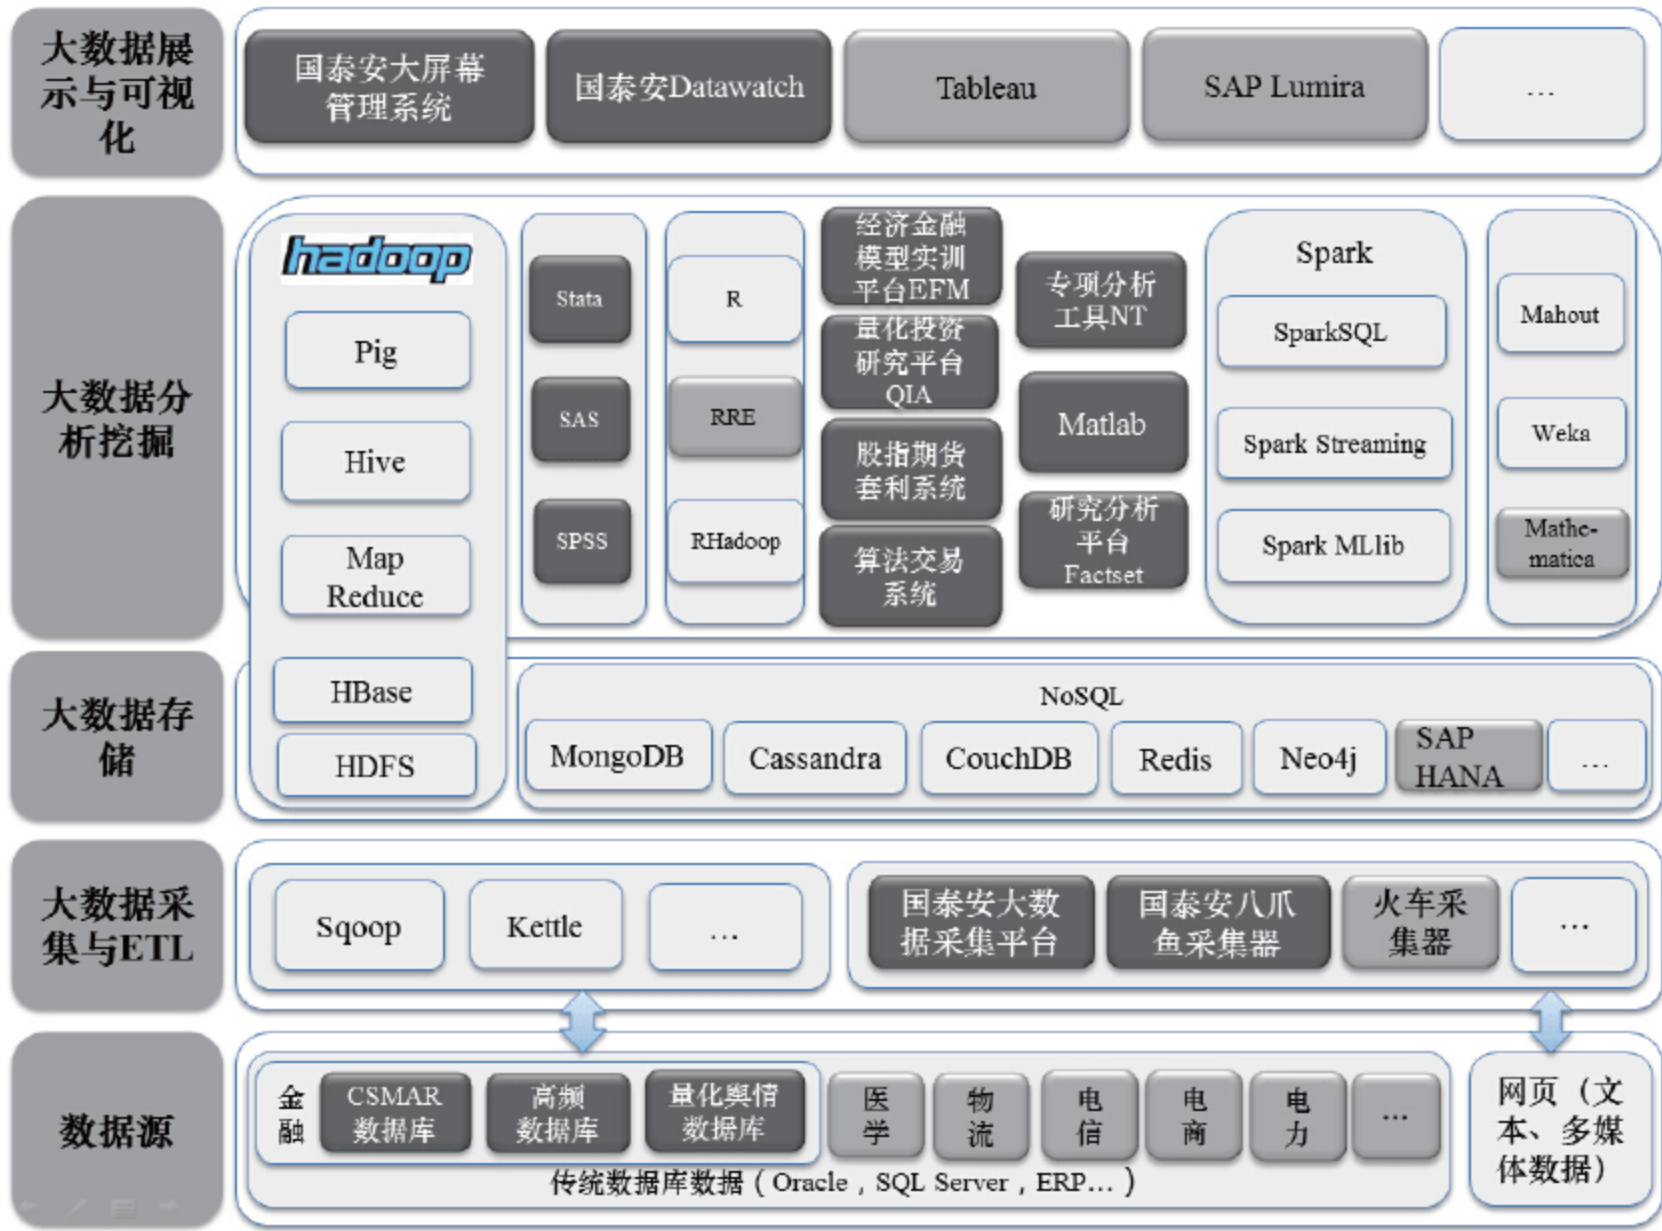 大数据展
示与可视
化
国泰安大屏幕
管理系统
国泰安Datawatch
Tableau
SAP Lumira
...
大数据分
析挖掘
hadoop
Pig
Hive
Map
Reduce
HBase
HDFS
Stata
SAS
SPSS
R
RRE
RHadoop
经济金融
模型实训
平台EFM
量化投资
研究平台
QIA
股指期货
套利系统
算法交易
系统
专项分析
工具NT
Matlab
研究分析
平台
Factset
Spark
SparkSQL
Spark Streaming
Spark MLlib
Mahout
Weka
Mathe-
matica
大数据存
储
NoSQL
MongoDB
Cassandra
CouchDB
Redis
Neo4j
SAP
HANA
...
大数据采
集与ETL
Sqoop
Kettle
...
国泰安大数
据采集平台
国泰安八爪
鱼采集器
火车采
集器
...
数据源
金
融
CSMAR
数据库
高频
数据库
量化舆情
数据库
医
学
物
流
电
信
电
商
电
力
...
传统数据库数据（Oracle，SQL Server，ERP...）
网页（文
本、多媒
体数据）